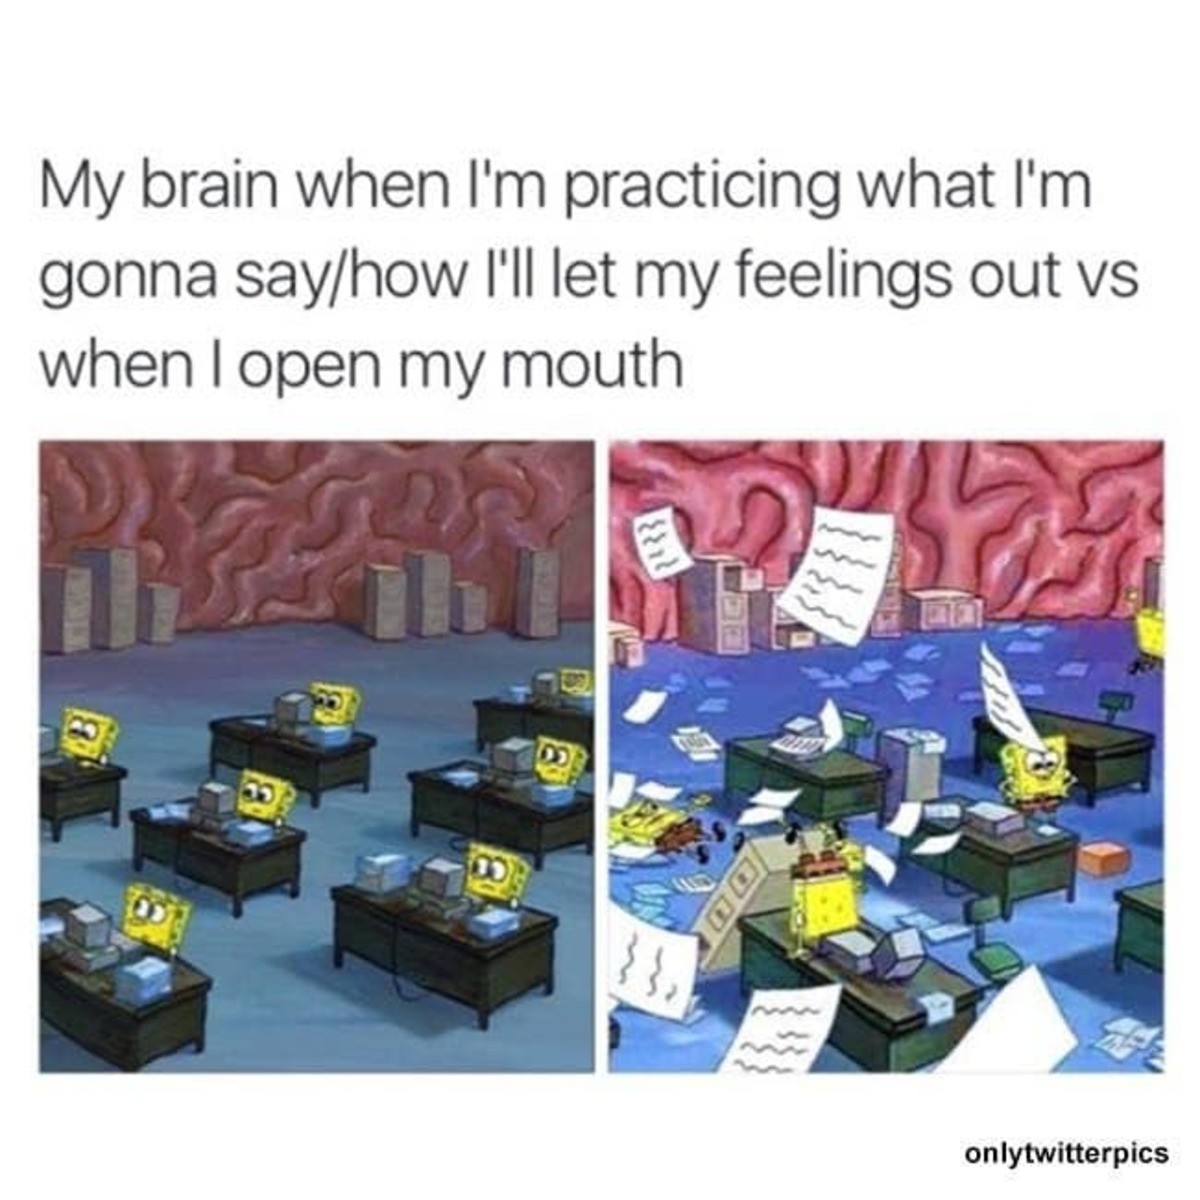 My brain when I'm practicing what I'm
gonna say/how I'll let my feelings out vs
when I open my mouth
onlytwitterpics